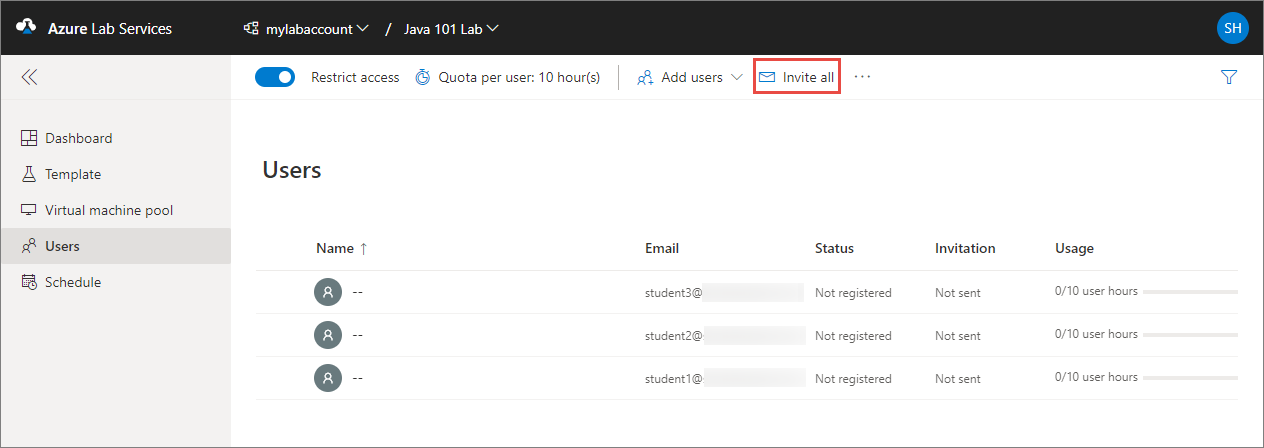 Azure Lab Services mylabaccount / Java 101 Lab SH
Restrict access Quota per user: 10 hour(s) Add users Invite all ...
Dashboard
Template
Virtual machine pool
Users
Schedule
Users
Name ↑ Email Status Invitation Usage
-- student3@ Not registered Not sent 0/10 user hours
-- student2@ Not registered Not sent 0/10 user hours
-- student1@ Not registered Not sent 0/10 user hours